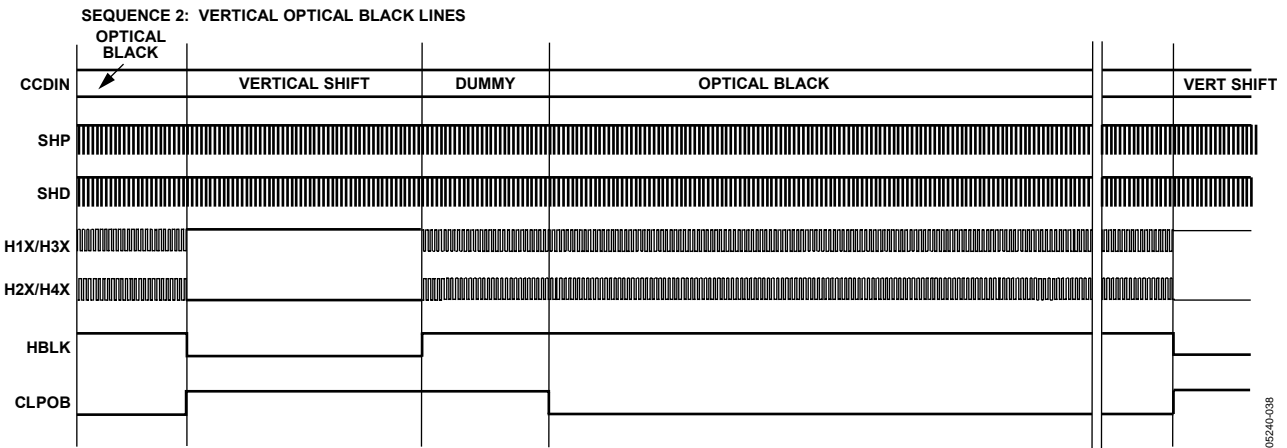 SEQUENCE 2: VERTICAL OPTICAL BLACK LINES
OPTICAL
BLACK
CCDIN
VERTICAL SHIFT
DUMMY
OPTICAL BLACK
VERT SHIFT
SHP
SHD
H1X/H3X
H2X/H4X
HBLK
CLPOB
05240-038